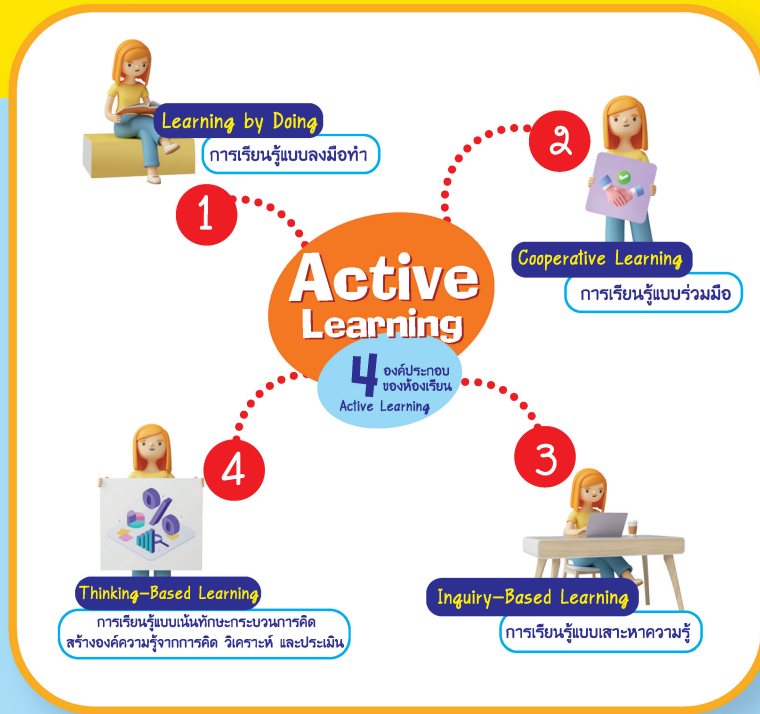 Learning by Doing
การเรียนรู้แบบลงมือทำ
1
2
Cooperative Learning
การเรียนรู้แบบร่วมมือ
Active
Learning
4 องค์ประกอบ
ของห้องเรียน
Active Learning
3
Inquiry-Based Learning
การเรียนรู้แบบเสาะหาความรู้
4
Thinking-Based Learning
การเรียนรู้แบบเน้นทักษะกระบวนการคิด
สร้างองค์ความรู้จากการคิด วิเคราะห์ และประเมิน
%